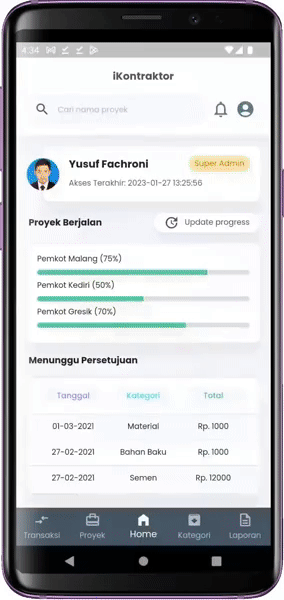 4:34
iKontraktor
Cari nama proyek
Yusuf Fachroni
Super Admin
Akses Terakhir: 2023-01-27 13:25:56
Proyek Berjalan
Update progress
Pemkot Malang (75%)
Pemkot Kediri (50%)
Pemkot Gresik (70%)
Menunggu Persetujuan
Tanggal Kategori Total
01-03-2021 Material Rp. 1000
27-02-2021 Bahan Baku Rp. 1000
27-02-2021 Semen Rp. 12000
Transaksi Proyek Home Kategori Laporan